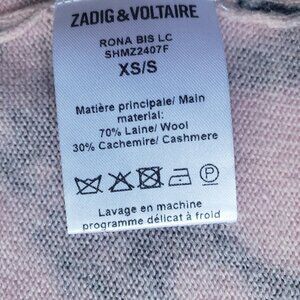 ZADIG & VOLTAIRE
RONA BIS LC
SHMZ2407F
XS/S
Matière principale/ Main
material:
70% Laine/ Wool
30% Cachemire/ Cashmere
P
Lavage en machine
programme délicat à froid